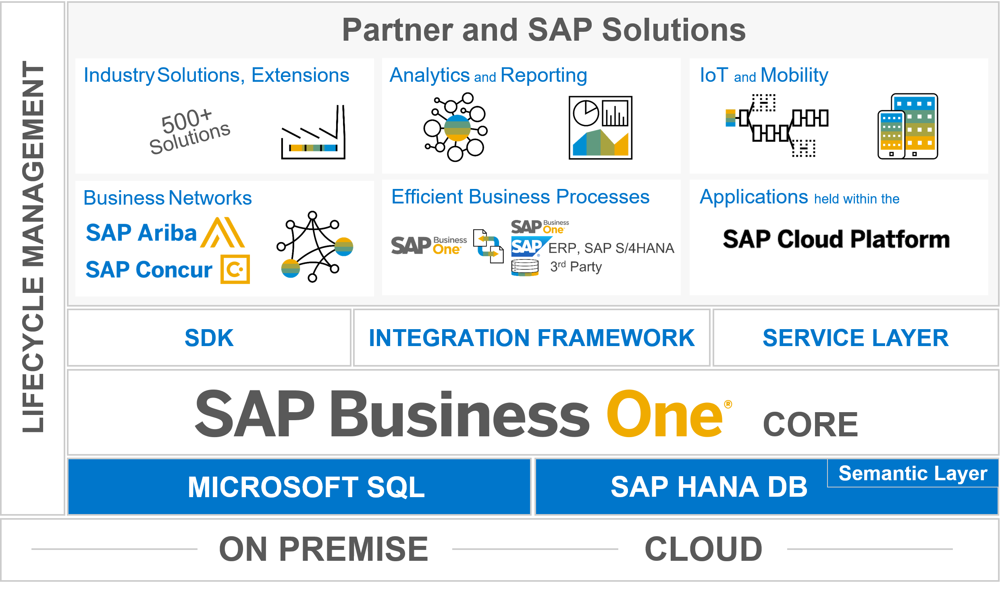 LIFECYCLE MANAGEMENT
Partner and SAP Solutions
Industry Solutions, Extensions
500+
Solutions
Analytics and Reporting
IoT and Mobility
Business Networks
SAP Ariba
SAP Concur
Efficient Business Processes
SAP Business One
SAP Business One
SAP ERP, SAP S/4HANA
3rd Party
Applications held within the
SAP Cloud Platform
SDK
INTEGRATION FRAMEWORK
SERVICE LAYER
SAP Business One® CORE
MICROSOFT SQL
SAP HANA DB
Semantic Layer
ON PREMISE
CLOUD